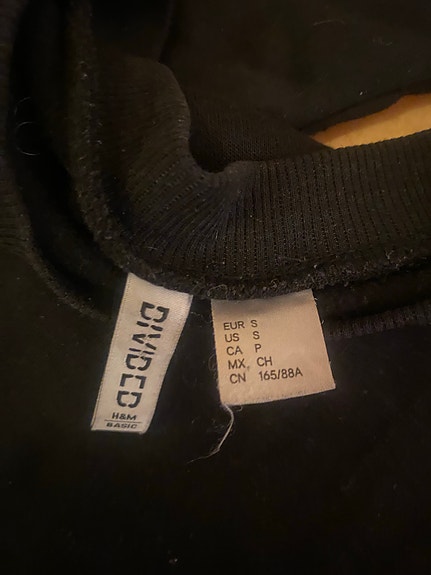 DIVIDED
H&M
BASIC
EUR S
US S
CA P
MX CH
CN 165/88A